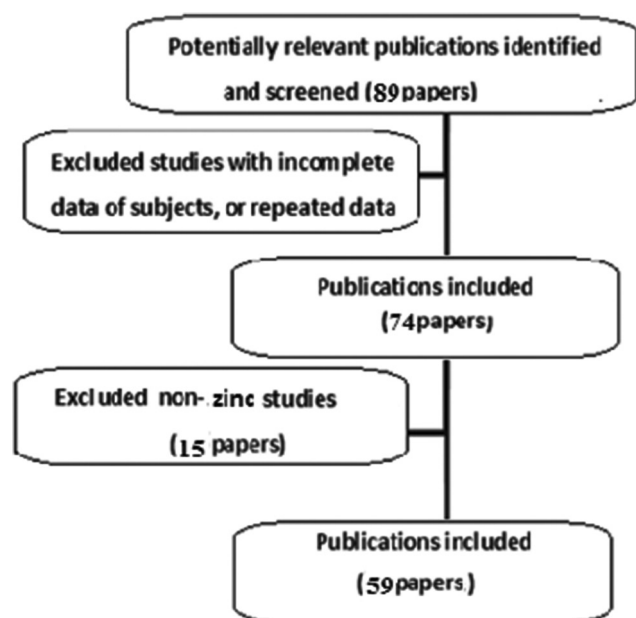 Potentially relevant publications identified
and screened (89papers)
Excluded studies with incomplete
data of subjects, or repeated data
Publications included
(74papers)
Excluded non-.zinc studies
(15 papers)
Publications included
(59papers.)